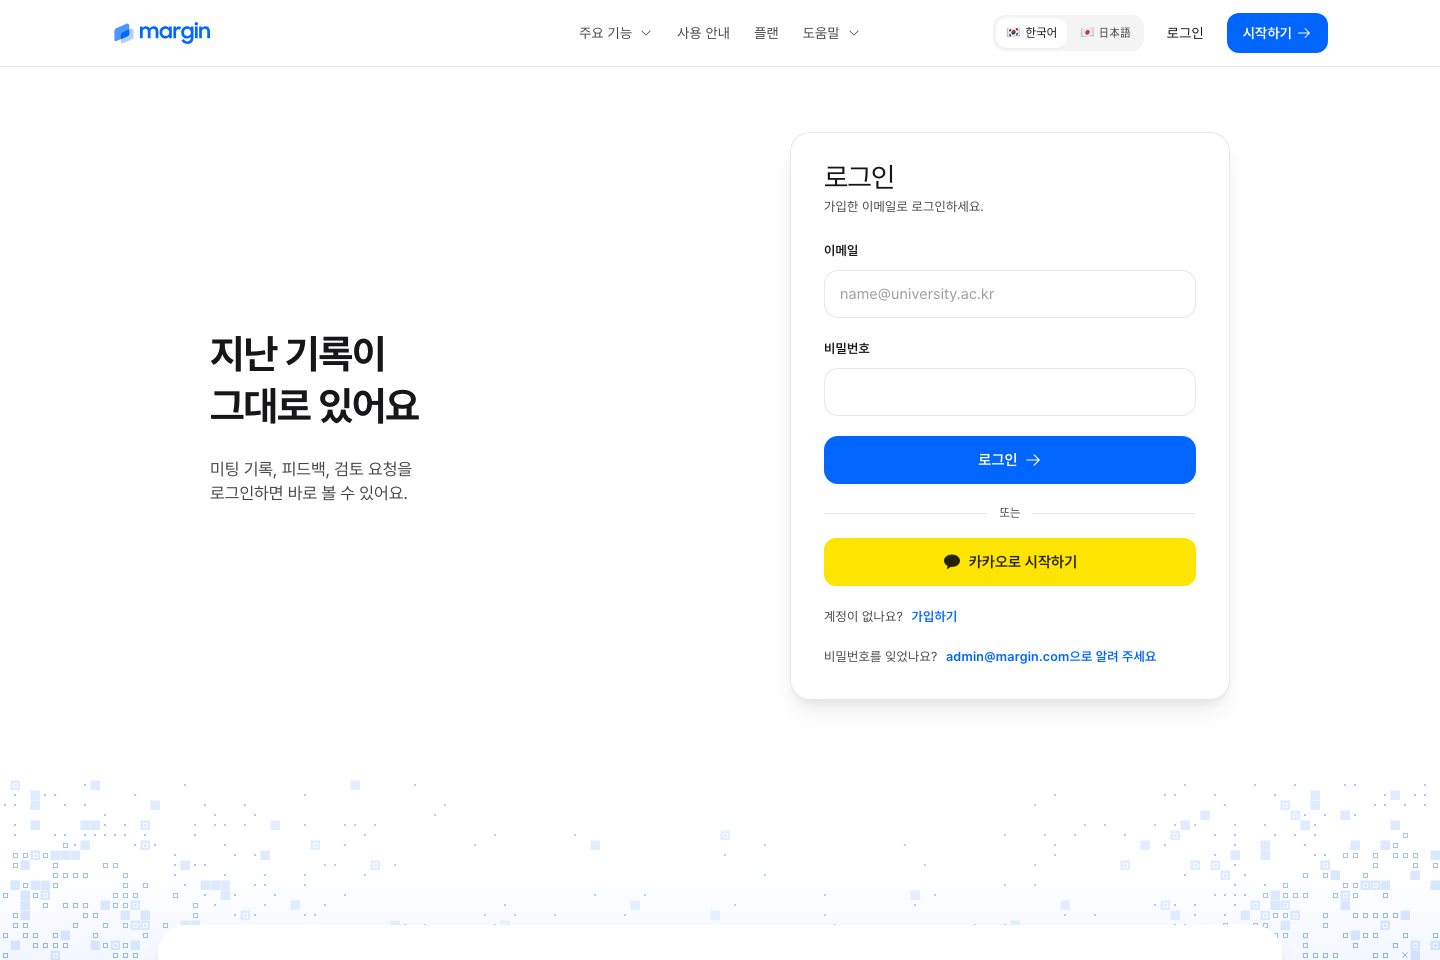 margin
주요 기능
사용 안내
플랜
도움말
한국어
日本語
로그인
시작하기
지난 기록이
그대로 있어요
미팅 기록, 피드백, 검토 요청을
로그인하면 바로 볼 수 있어요.
로그인
가입한 이메일로 로그인하세요.
이메일
name@university.ac.kr
비밀번호
로그인
또는
카카오로 시작하기
계정이 없나요? 가입하기
비밀번호를 잊었나요? admin@margin.com으로 알려 주세요